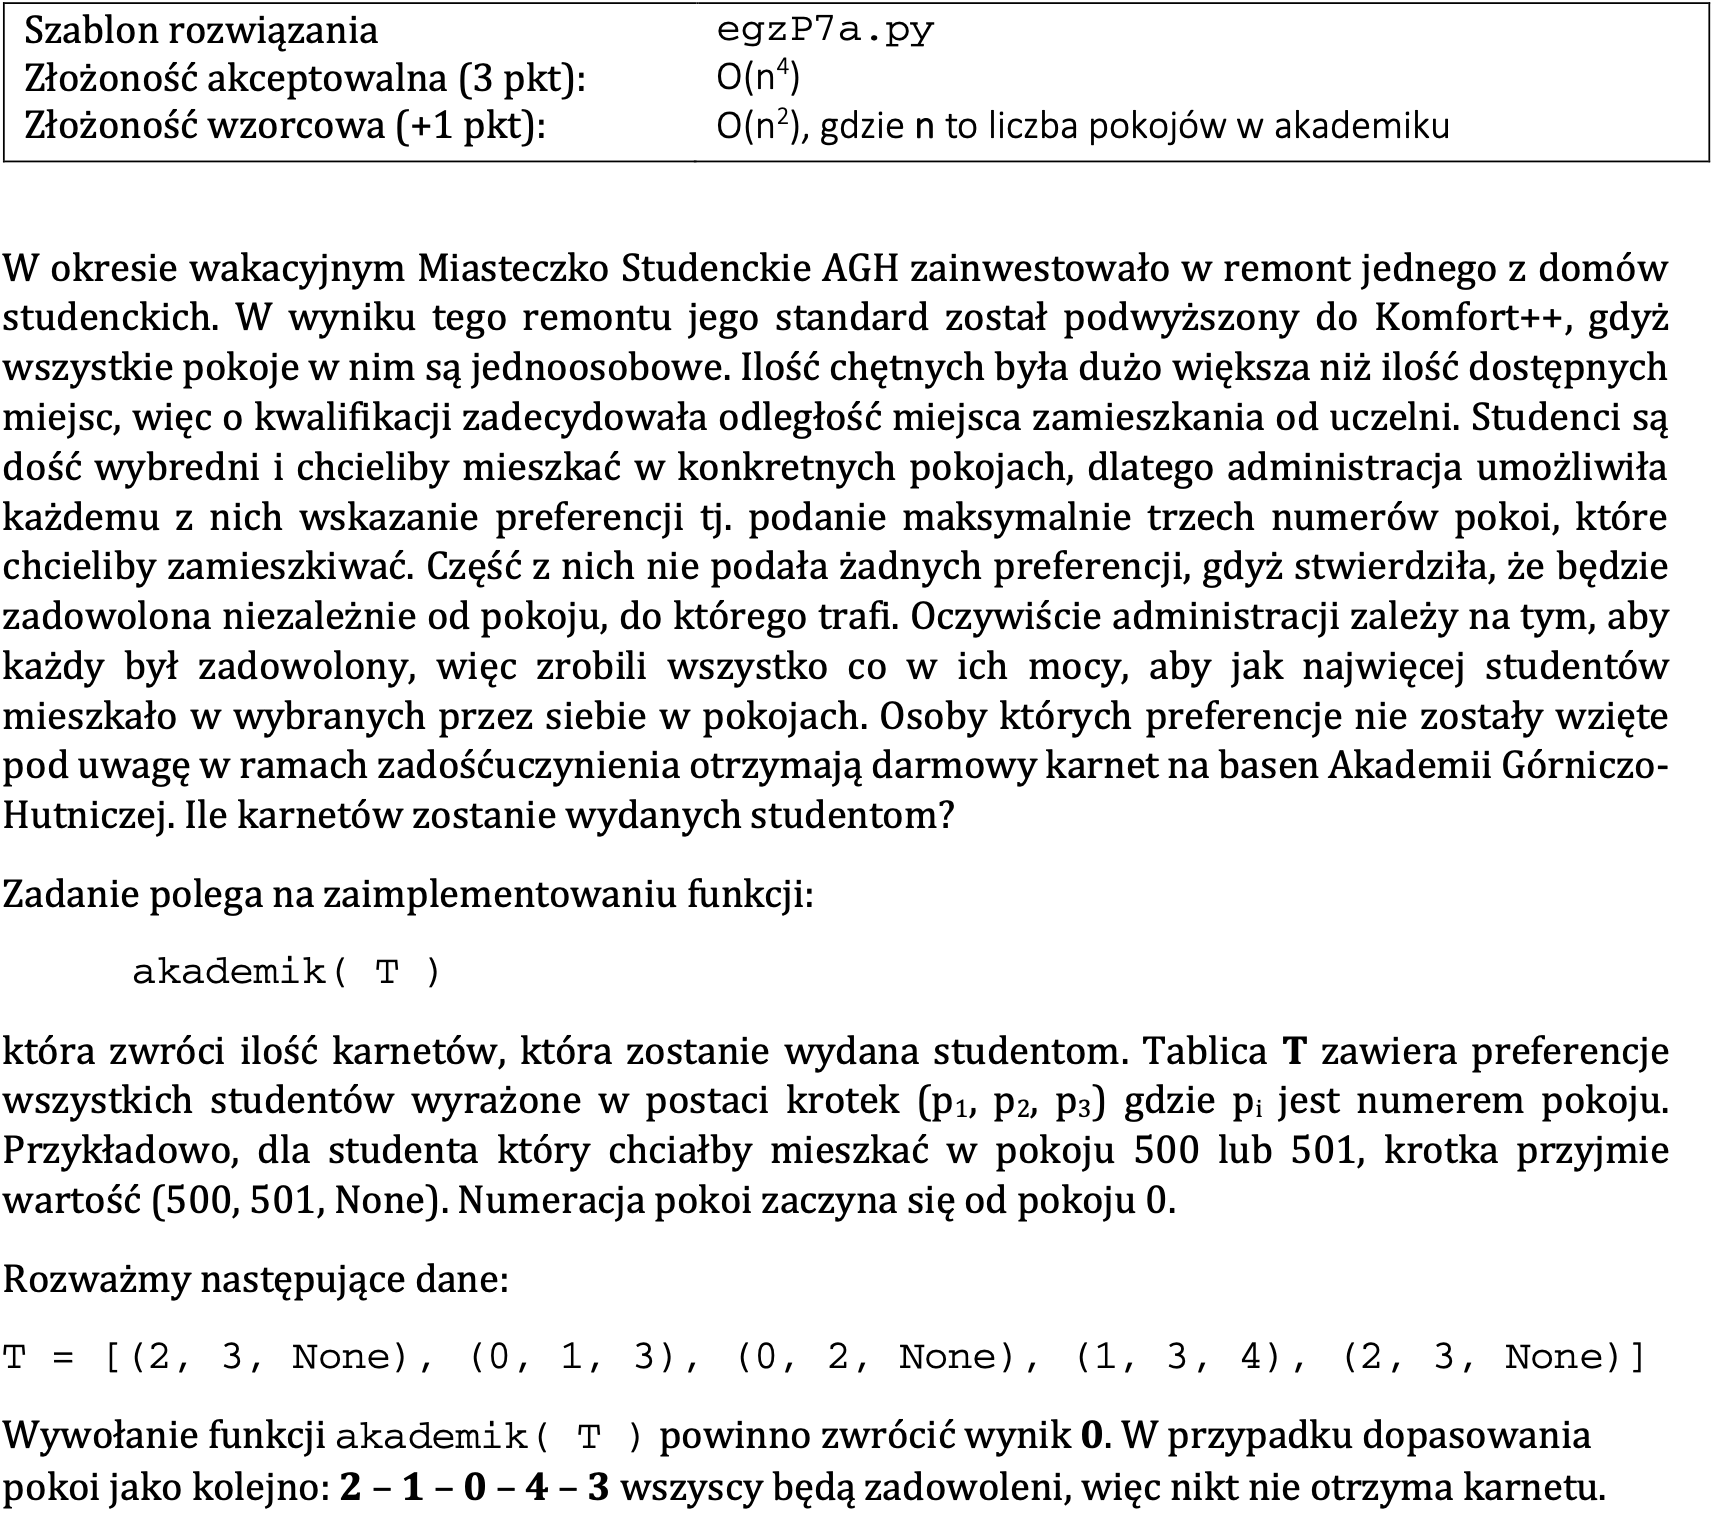 Szablon rozwiązania egzP7a.py
Złożoność akceptowalna (3 pkt): O(n⁴)
Złożoność wzorcowa (+1 pkt): O(n²), gdzie n to liczba pokojów w akademiku
W okresie wakacyjnym Miasteczko Studenckie AGH zainwestowało w remont jednego z domów
studenckich. W wyniku tego remontu jego standard został podwyższony do Komfort++, gdyż
wszystkie pokoje w nim są jednoosobowe. Ilość chętnych była dużo większa niż ilość dostępnych
miejsc, więc o kwalifikacji zadecydowała odległość miejsca zamieszkania od uczelni. Studenci są
dość wybredni i chcieliby mieszkać w konkretnych pokojach, dlatego administracja umożliwiła
każdemu z nich wskazanie preferencji tj. podanie maksymalnie trzech numerów pokoi, które
chcieliby zamieszkiwać. Część z nich nie podała żadnych preferencji, gdyż stwierdziła, że będzie
zadowolona niezależnie od pokoju, do którego trafi. Oczywiście administracji zależy na tym, aby
każdy był zadowolony, więc zrobili wszystko co w ich mocy, aby jak najwięcej studentów
mieszkało w wybranych przez siebie w pokojach. Osoby których preferencje nie zostały wzięte
pod uwagę w ramach zadośćuczynienia otrzymają darmowy karnet na basen Akademii Górniczo-
Hutniczej. Ile karnetów zostanie wydanych studentom?
Zadanie polega na zaimplementowaniu funkcji:
akademik( T )
która zwróci ilość karnetów, która zostanie wydana studentom. Tablica T zawiera preferencje
wszystkich studentów wyrażone w postaci krotek (p₁, p₂, p₃) gdzie pᵢ jest numerem pokoju.
Przykładowo, dla studenta który chciałby mieszkać w pokoju 500 lub 501, krotka przyjmie
wartość (500, 501, None). Numeracja pokoi zaczyna się od pokoju 0.
Rozważmy następujące dane:
T = [(2, 3, None), (0, 1, 3), (0, 2, None), (1, 3, 4), (2, 3, None)]
Wywołanie funkcji akademik( T ) powinno zwrócić wynik 0. W przypadku dopasowania
pokoi jako kolejno: 2 – 1 – 0 – 4 – 3 wszyscy będą zadowoleni, więc nikt nie otrzyma karnetu.